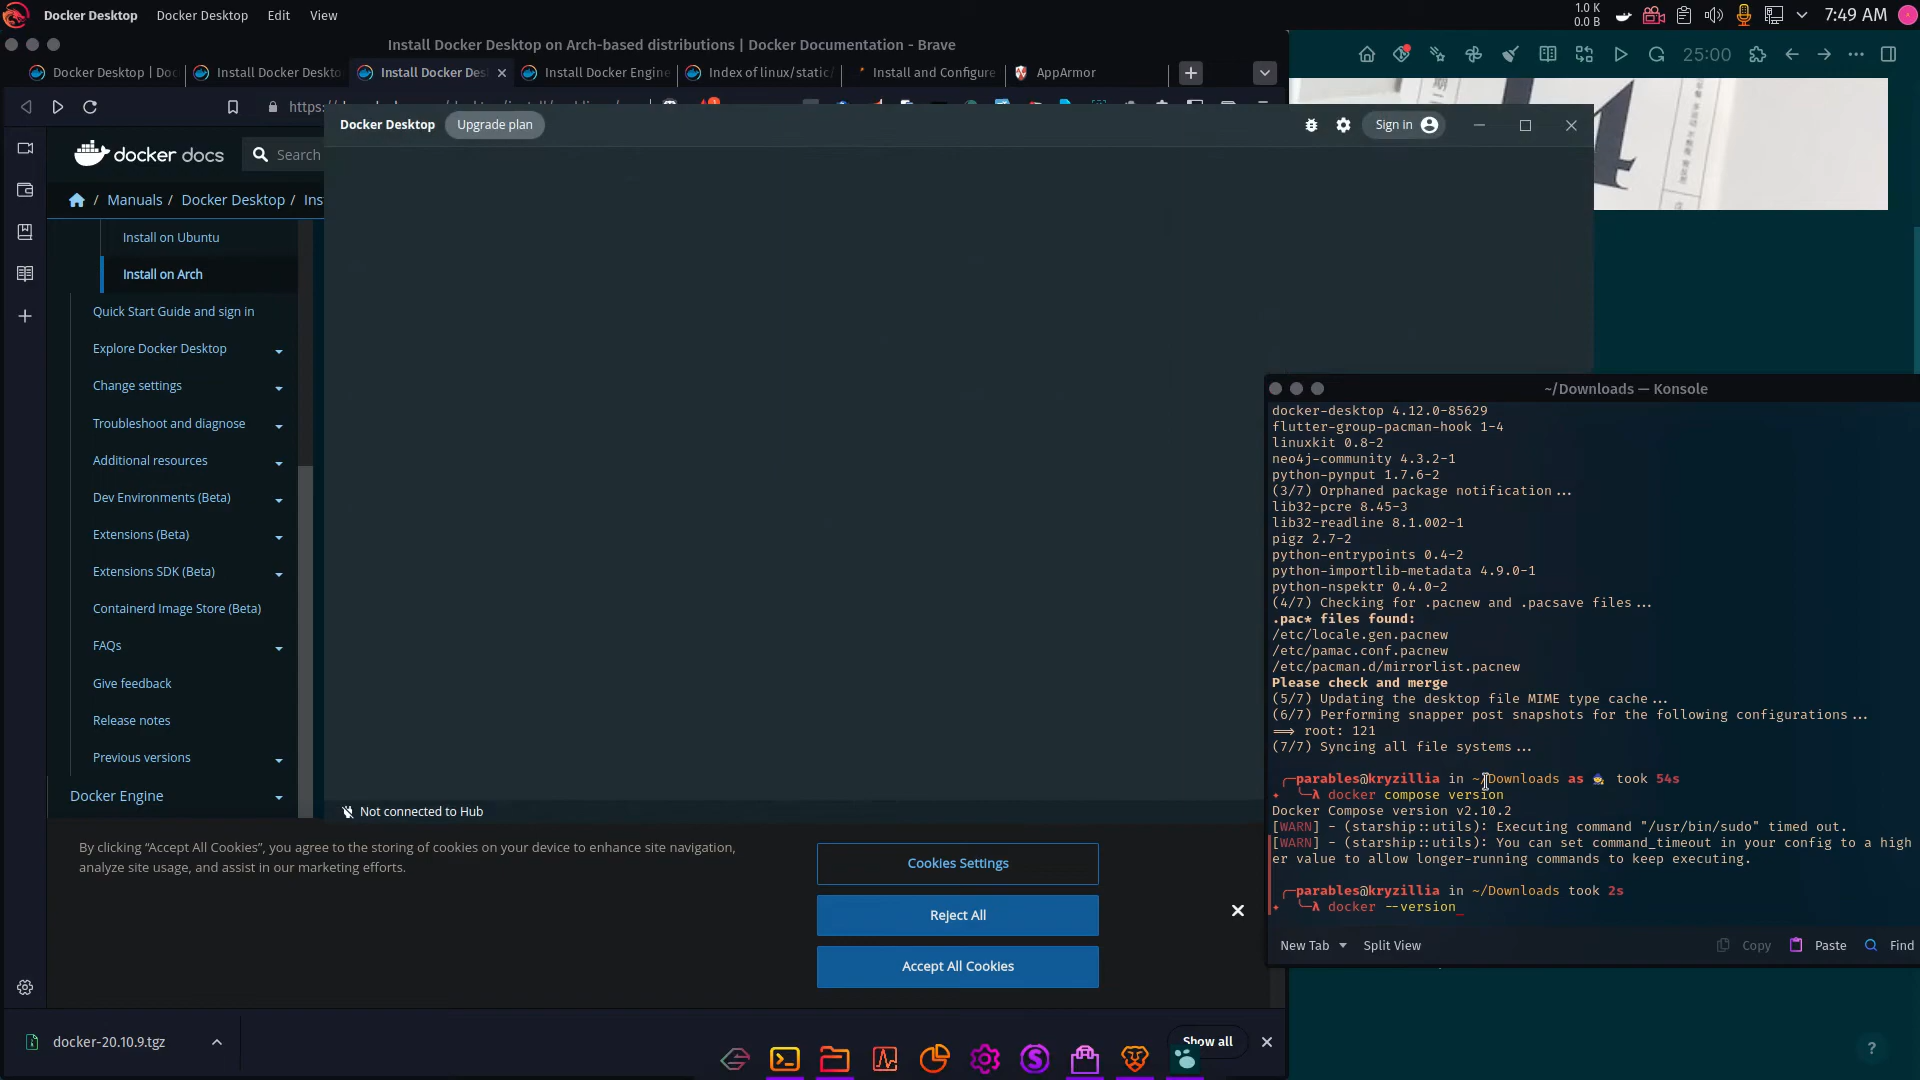 Docker Desktop Docker Desktop Edit View
1.0 K
0.0 B
7:49 AM
Install Docker Desktop on Arch-based distributions | Docker Documentation - Brave
Docker Desktop | Doc
Install Docker Deskto
Install Docker Des
Install Docker Engine
Index of linux/static/
Install and Configure
AppArmor
25:00
https:/
Docker Desktop
Upgrade plan
Sign in
docker docs
Search
/ Manuals / Docker Desktop / Ins
Install on Ubuntu
Install on Arch
Quick Start Guide and sign in
Explore Docker Desktop
Change settings
Troubleshoot and diagnose
Additional resources
Dev Environments (Beta)
Extensions (Beta)
Extensions SDK (Beta)
Containerd Image Store (Beta)
FAQs
Give feedback
Release notes
Previous versions
Docker Engine
Not connected to Hub
By clicking “Accept All Cookies”, you agree to the storing of cookies on your device to enhance site navigation,
analyze site usage, and assist in our marketing efforts.
Cookies Settings
Reject All
Accept All Cookies
docker-20.10.9.tgz
Show all
~/Downloads — Konsole
docker-desktop 4.12.0-85629
flutter-group-pacman-hook 1-4
linuxkit 0.8-2
neo4j-community 4.3.2-1
python-pynput 1.7.6-2
(3/7) Orphaned package notification...
lib32-pcre 8.45-3
lib32-readline 8.1.002-1
pigz 2.7-2
python-entrypoints 0.4-2
python-importlib-metadata 4.9.0-1
python-nspektr 0.4.0-2
(4/7) Checking for .pacnew and .pacsave files...
.pac* files found:
/etc/locale.gen.pacnew
/etc/pamac.conf.pacnew
/etc/pacman.d/mirrorlist.pacnew
Please check and merge
(5/7) Updating the desktop file MIME type cache...
(6/7) Performing snapper post snapshots for the following configurations...
==> root: 121
(7/7) Syncing all file systems...
╭─parables@kryzillia in ~/Downloads as 🧙 took 54s
✦ ╰─λ docker compose version
Docker Compose version v2.10.2
[WARN] - (starship::utils): Executing command "/usr/bin/sudo" timed out.
[WARN] - (starship::utils): You can set command_timeout in your config to a high
er value to allow longer-running commands to keep executing.
╭─parables@kryzillia in ~/Downloads took 2s
✦ ╰─λ docker --version_
New Tab
Split View
Copy
Paste
Find
?